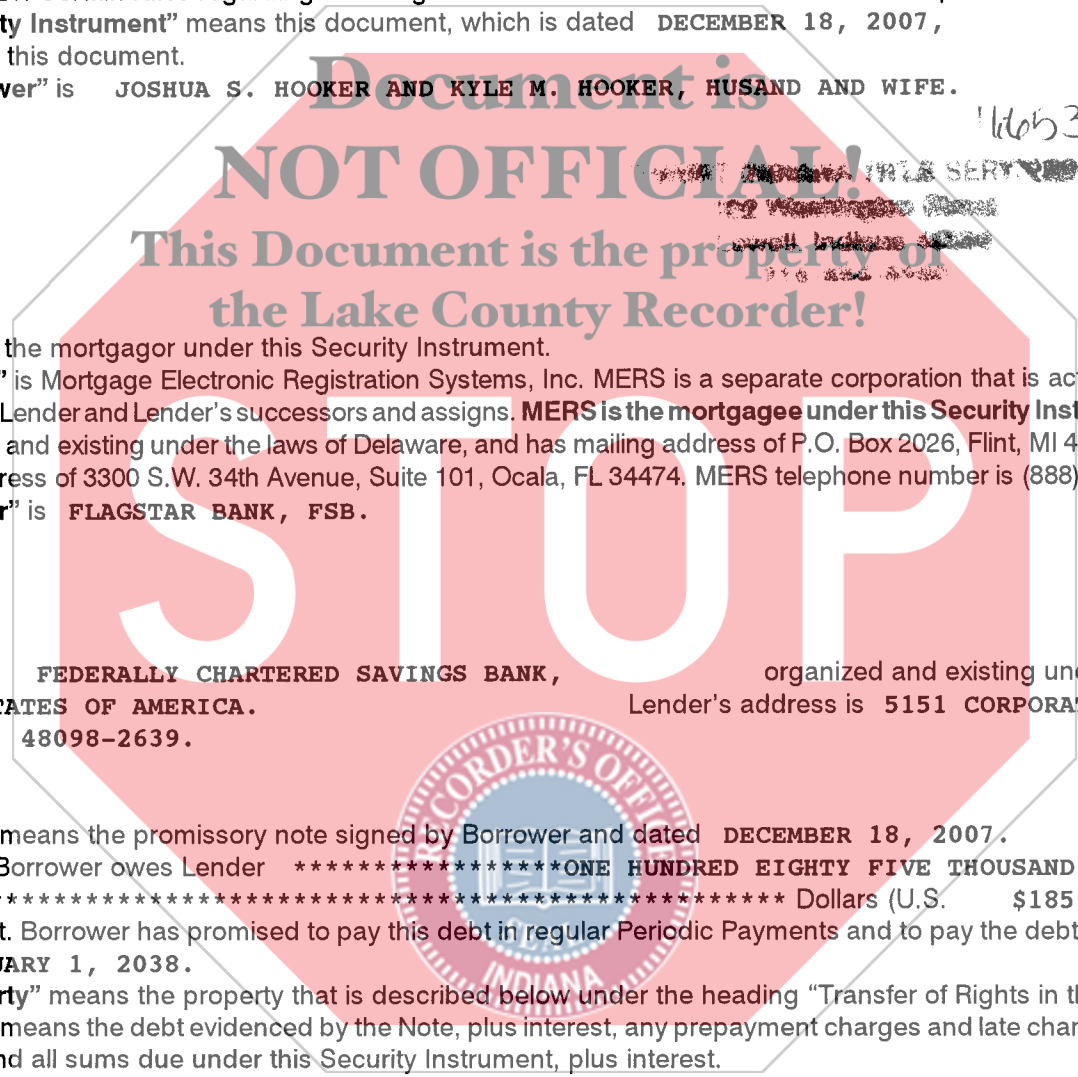 ty Instrument” means this document, which is dated DECEMBER 18, 2007,
this document.
ver” is JOSHUA S. HOOKER AND KYLE M. HOOKER, HUSAND AND WIFE.
Document is
NOT OFFICIAL!
This Document is the property of
the Lake County Recorder!
the mortgagor under this Security Instrument.
” is Mortgage Electronic Registration Systems, Inc. MERS is a separate corporation that is ac
Lender and Lender’s successors and assigns. MERS is the mortgagee under this Security Inst
and existing under the laws of Delaware, and has mailing address of P.O. Box 2026, Flint, MI 4
ress of 3300 S.W. 34th Avenue, Suite 101, Ocala, FL 34474. MERS telephone number is (888)
r” is FLAGSTAR BANK, FSB.
STOP
FEDERALLY CHARTERED SAVINGS BANK, organized and existing und
TATES OF AMERICA. Lender’s address is 5151 CORPORAT
48098-2639.
RECORDER'S OFFICE
means the promissory note signed by Borrower and dated DECEMBER 18, 2007.
Borrower owes Lender *****************ONE HUNDRED EIGHTY FIVE THOUSAND
************************************************** Dollars (U.S. $185
t. Borrower has promised to pay this debt in regular Periodic Payments and to pay the debt
UARY 1, 2038.
SEAL
INDIANA
rty” means the property that is described below under the heading “Transfer of Rights in th
means the debt evidenced by the Note, plus interest, any prepayment charges and late char
nd all sums due under this Security Instrument, plus interest.